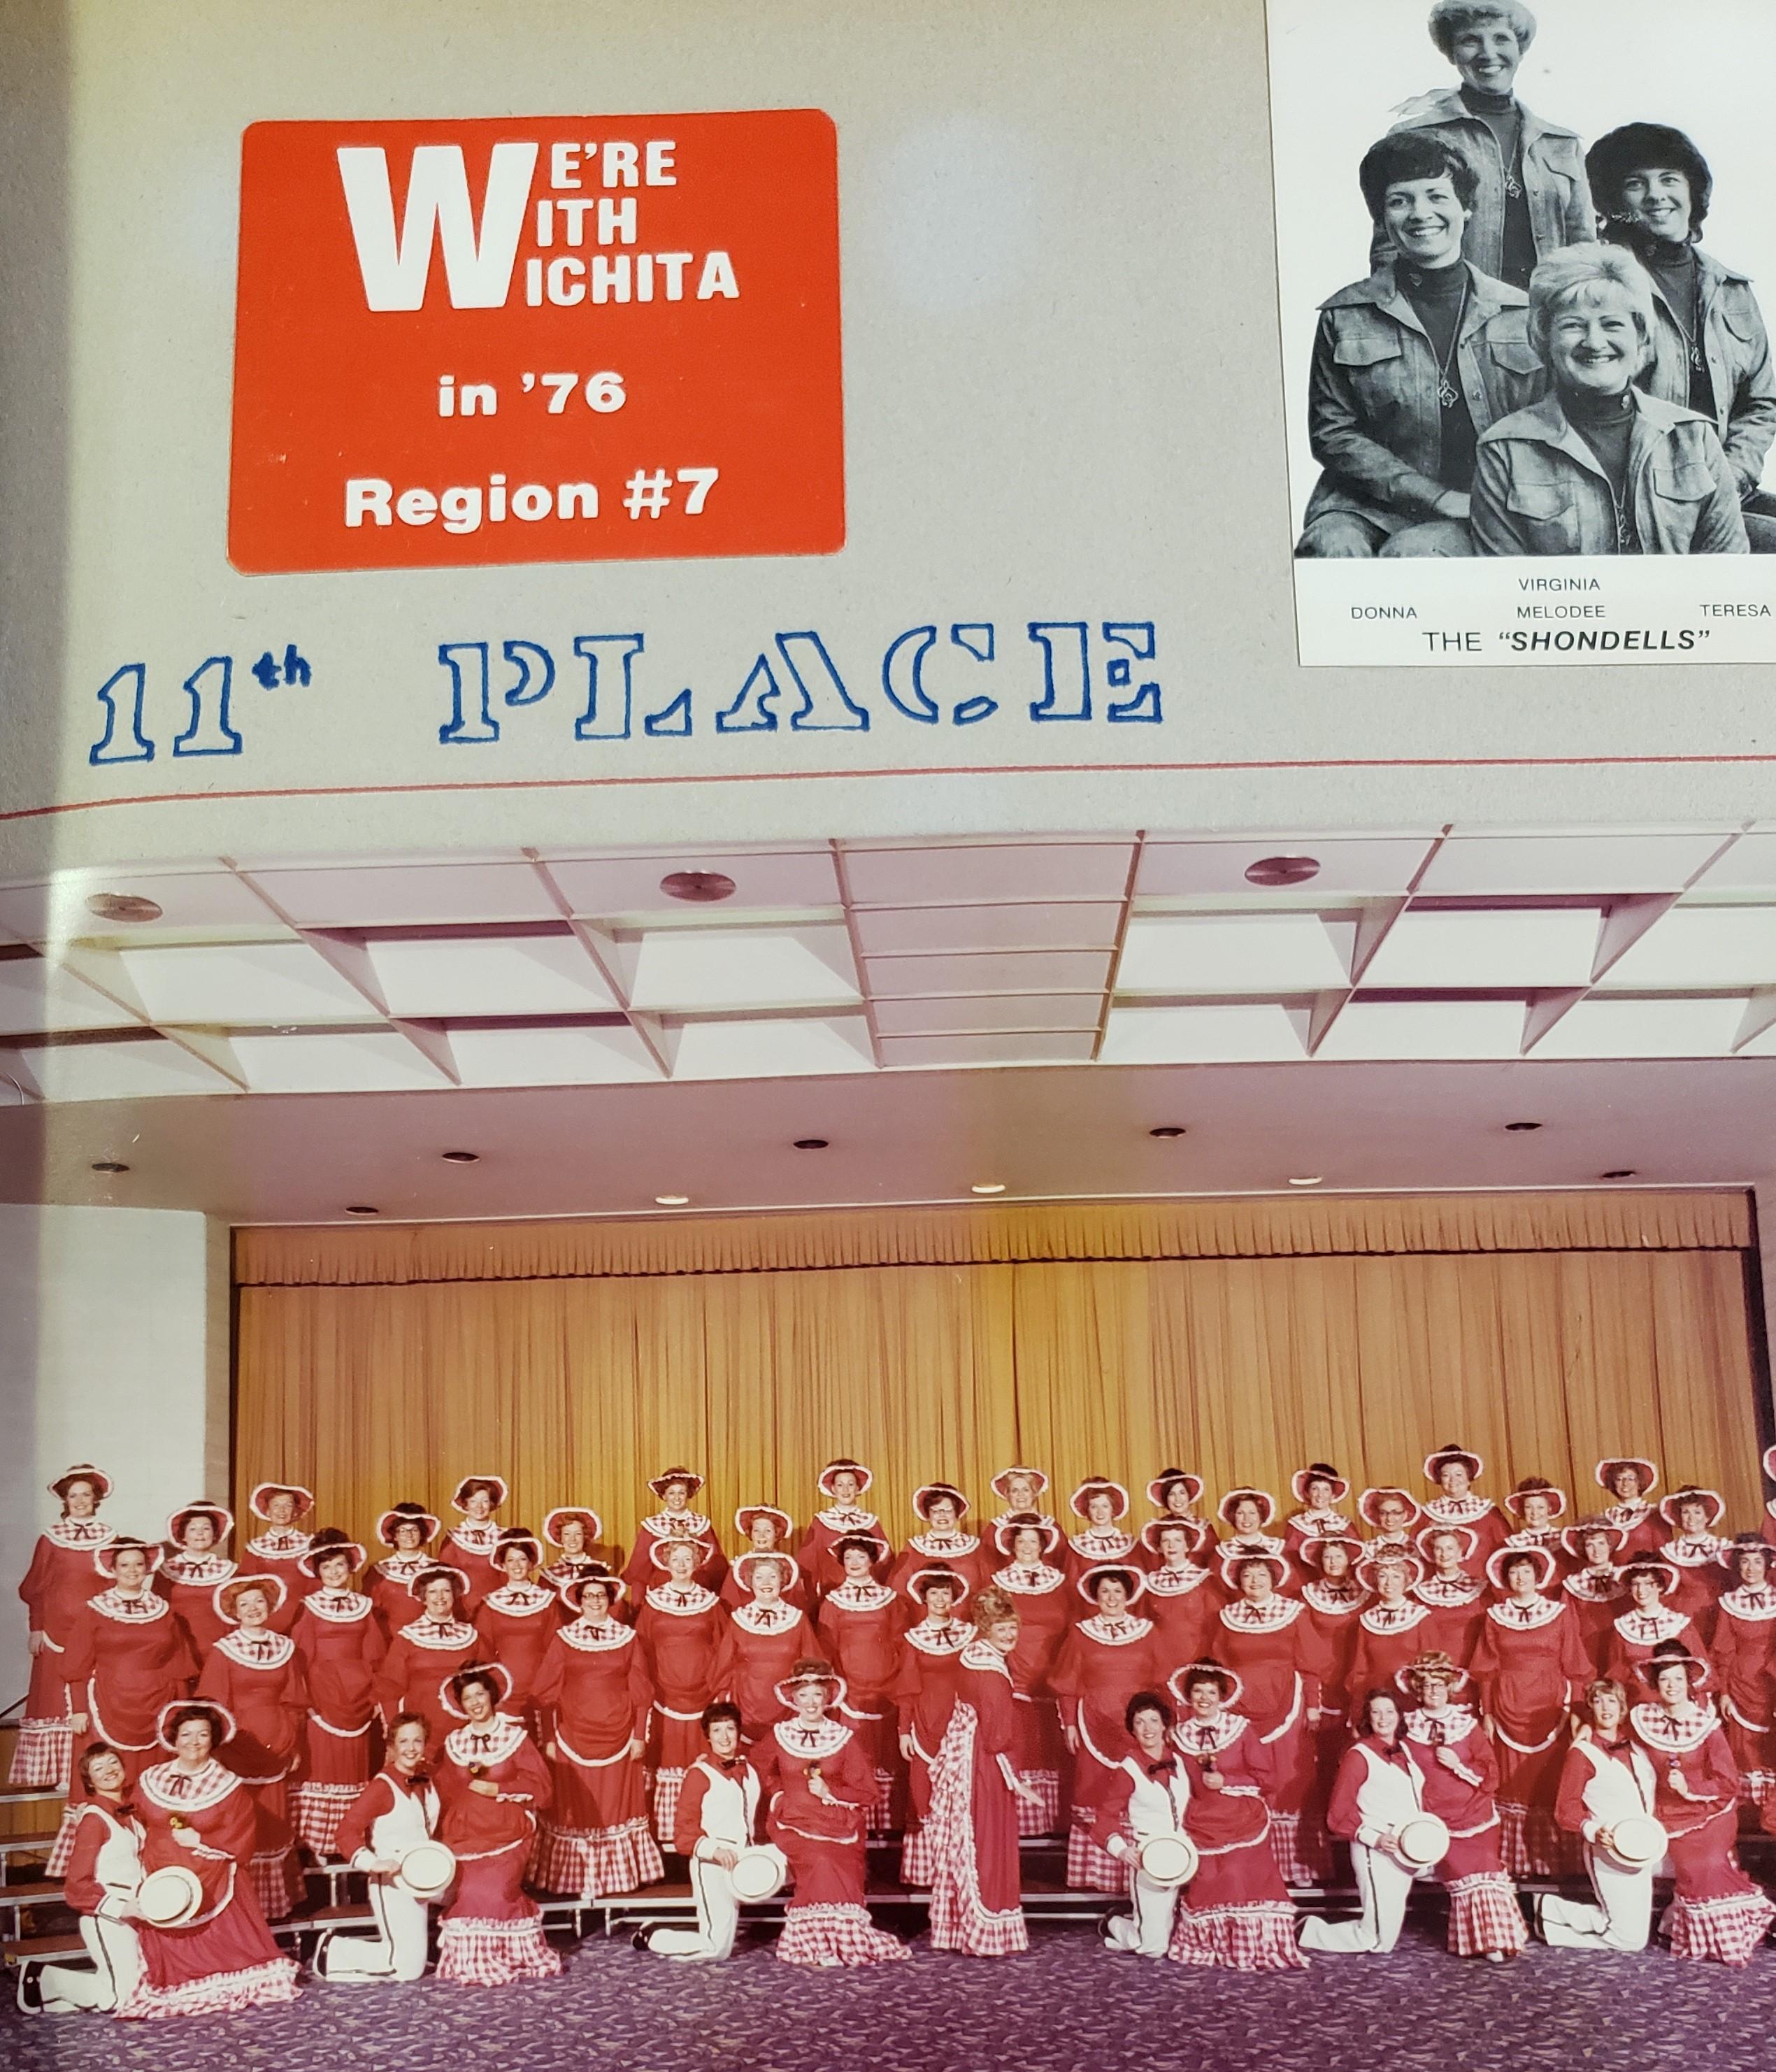 WE'RE
WITH
WICHITA
in '76
Region #7
VIRGINIA
DONNA MELODEE TERESA
THE "SHONDELLS"
11th PLACE